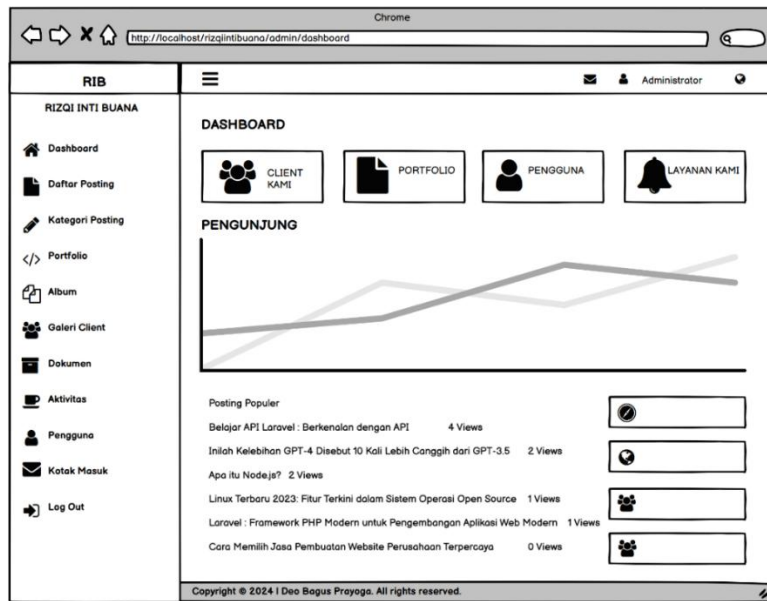 Chrome
http://localhost/rizqiintibuana/admin/dashboard
RIB
Administrator
RIZQI INTI BUANA
Dashboard
Daftar Posting
Kategori Posting
Portfolio
Album
Galeri Client
Dokumen
Aktivitas
Pengguna
Kotak Masuk
Log Out
DASHBOARD
CLIENT
KAMI
PORTFOLIO
PENGGUNA
LAYANAN KAMI
PENGUNJUNG
Posting Populer
Belajar API Laravel : Berkenalan dengan API 4 Views
Inilah Kelebihan GPT-4 Disebut 10 Kali Lebih Canggih dari GPT-3.5 2 Views
Apa itu Node.js? 2 Views
Linux Terbaru 2023: Fitur Terkini dalam Sistem Operasi Open Source 1 Views
Laravel : Framework PHP Modern untuk Pengembangan Aplikasi Web Modern 1 Views
Cara Memilih Jasa Pembuatan Website Perusahaan Terpercaya 0 Views
Copyright © 2024 | Deo Bagus Prayoga. All rights reserved.